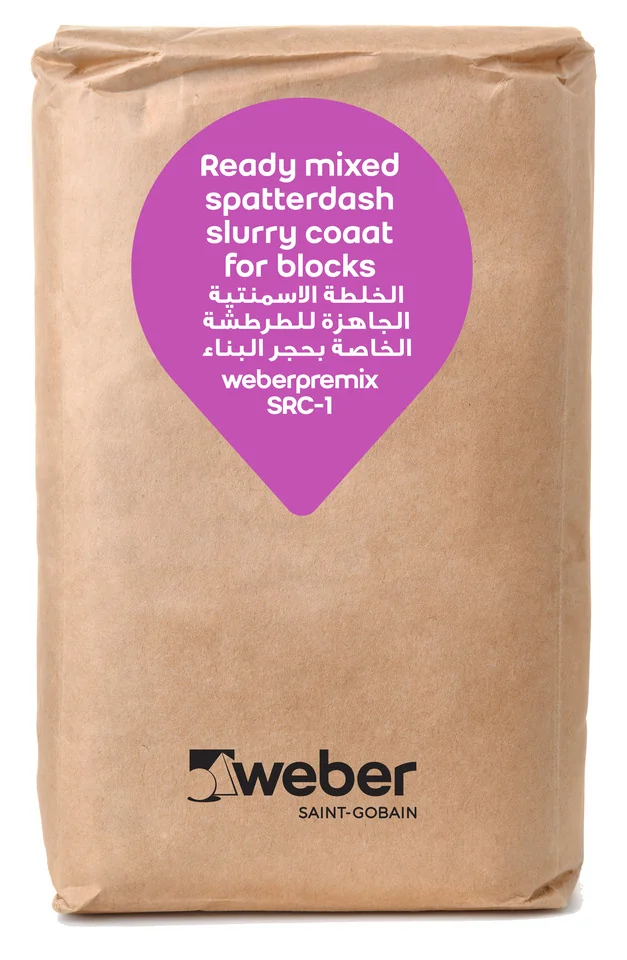 Ready mixed
spatterdash
slurry coaat
for blocks
الخلطة الاسمنتية
الجاهزة للطرطشة
الخاصة بحجر البناء
weberpremix
SRC-1
weber
SAINT-GOBAIN